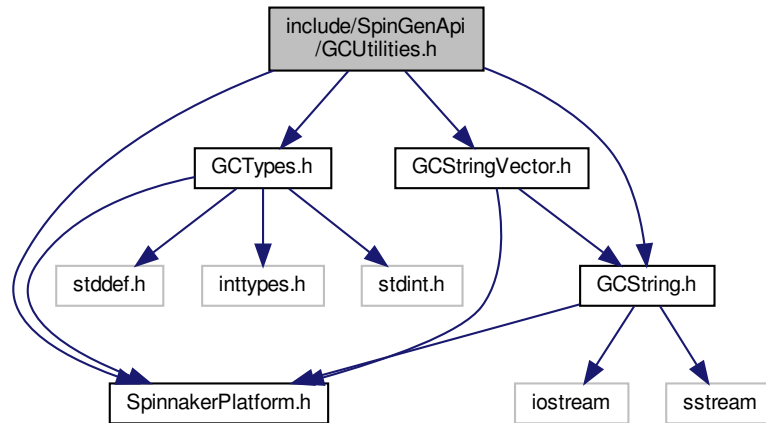 include/SpinGenApi
/GCUtilities.h
GCTypes.h
GCStringVector.h
stddef.h
inttypes.h
stdint.h
GCString.h
SpinnakerPlatform.h
iostream
sstream